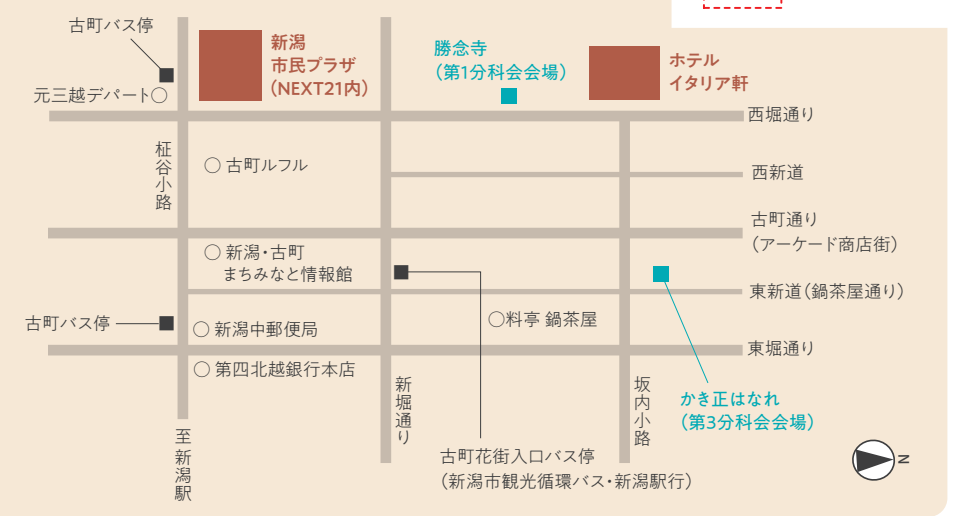 古町バス停
元三越デパート○
新潟
市民プラザ
（NEXT21内）
勝念寺
（第1分科会会場）
ホテル
イタリア軒
西堀通り
柾谷小路
○ 古町ルフル
西新道
古町通り
（アーケード商店街）
○ 新潟・古町
まちみなと情報館
東新道（鍋茶屋通り）
古町バス停
○ 新潟中郵便局
○料亭 鍋茶屋
東堀通り
○ 第四北越銀行本店
新堀通り
坂内小路
かき正はなれ
（第3分科会会場）
至新潟駅
古町花街入口バス停
（新潟市観光循環バス・新潟駅行）
N